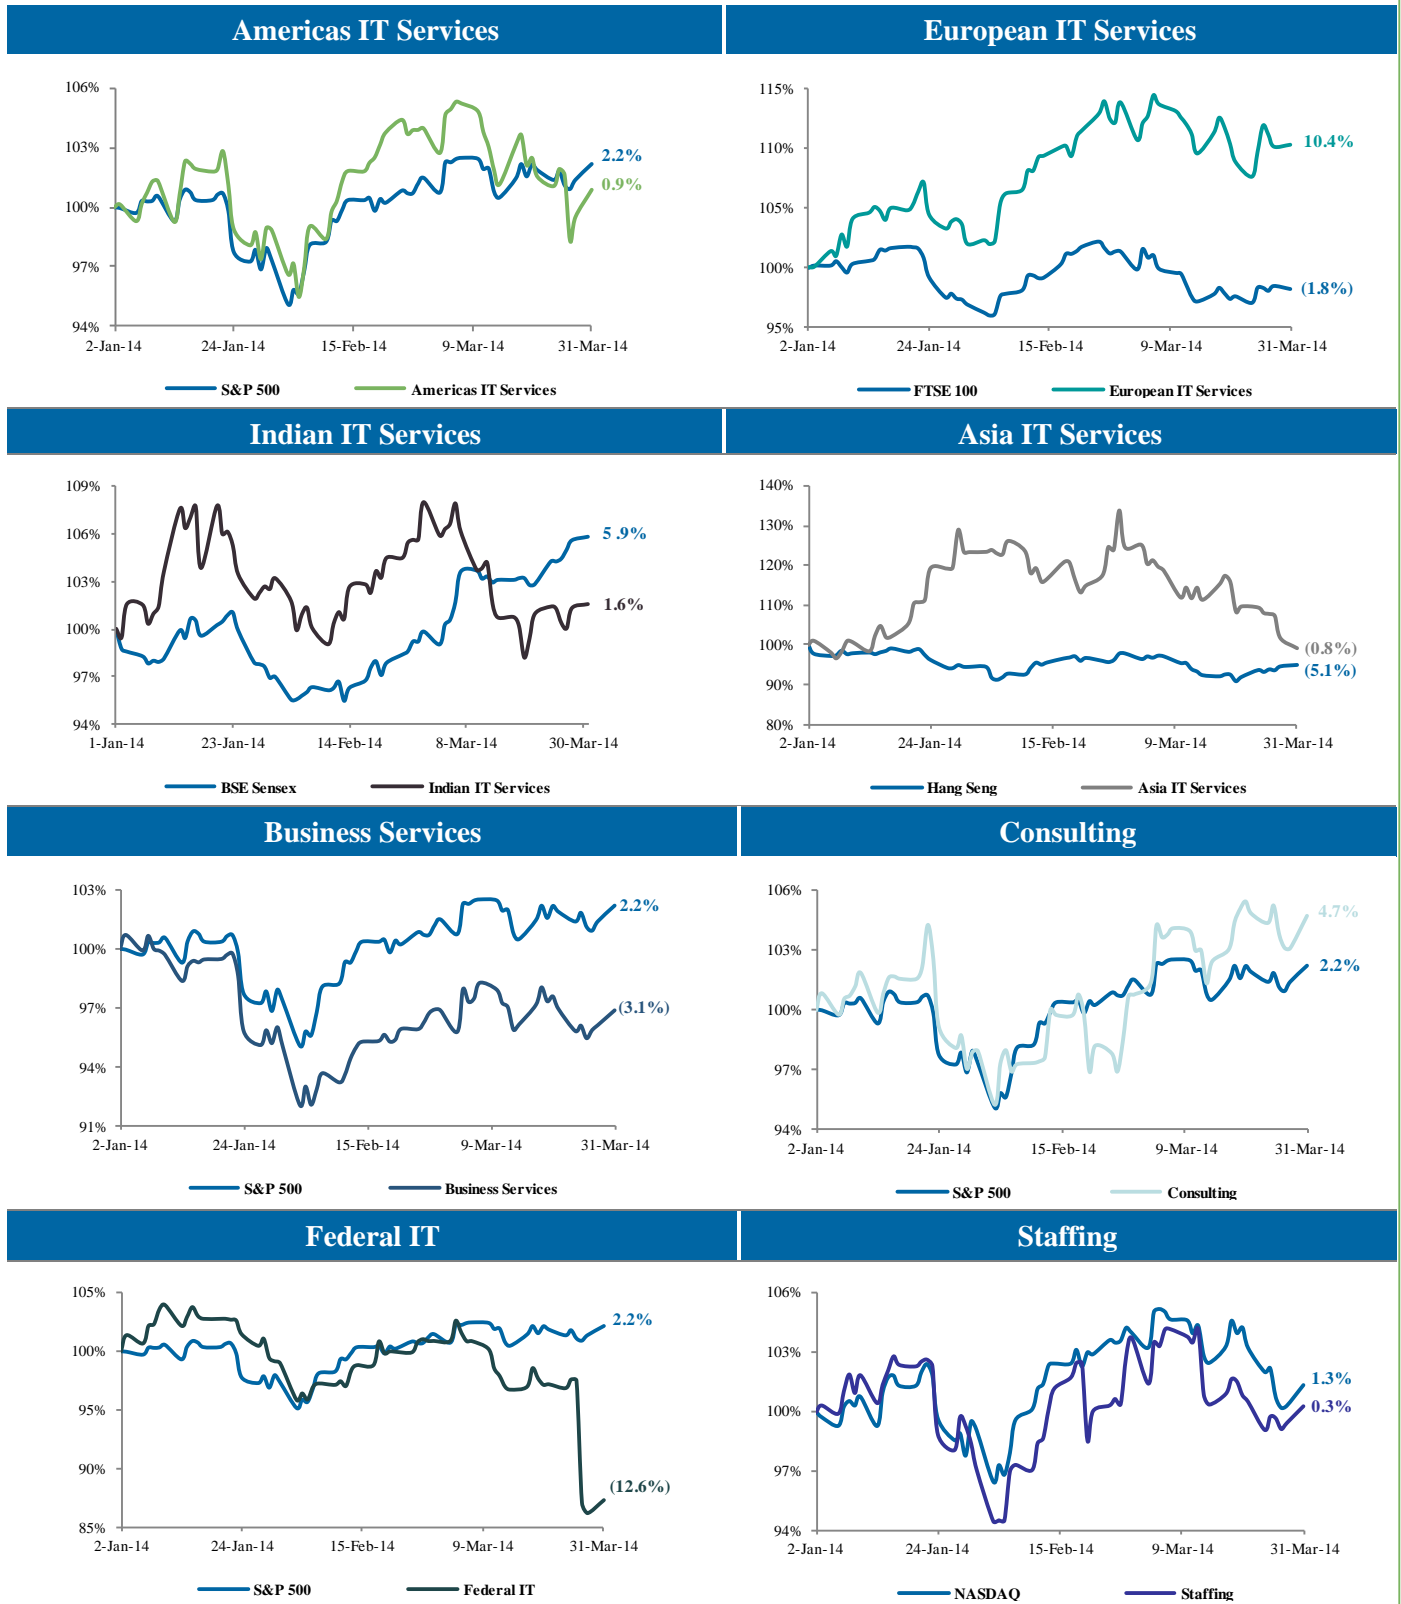 Americas IT Services
106%
103%
100%
97%
94%
2-Jan-14 24-Jan-14 15-Feb-14 9-Mar-14 31-Mar-14
2.2%
0.9%
S&P 500 Americas IT Services
European IT Services
115%
110%
105%
100%
95%
2-Jan-14 24-Jan-14 15-Feb-14 9-Mar-14 31-Mar-14
10.4%
(1.8%)
FTSE 100 European IT Services
Indian IT Services
109%
106%
103%
100%
97%
94%
1-Jan-14 23-Jan-14 14-Feb-14 8-Mar-14 30-Mar-14
5.9%
1.6%
BSE Sensex Indian IT Services
Asia IT Services
140%
130%
120%
110%
100%
90%
80%
2-Jan-14 24-Jan-14 15-Feb-14 9-Mar-14 31-Mar-14
(0.8%)
(5.1%)
Hang Seng Asia IT Services
Business Services
103%
100%
97%
94%
91%
2-Jan-14 24-Jan-14 15-Feb-14 9-Mar-14 31-Mar-14
2.2%
(3.1%)
S&P 500 Business Services
Consulting
106%
103%
100%
97%
94%
2-Jan-14 24-Jan-14 15-Feb-14 9-Mar-14 31-Mar-14
4.7%
2.2%
S&P 500 Consulting
Federal IT
105%
100%
95%
90%
85%
2-Jan-14 24-Jan-14 15-Feb-14 9-Mar-14 31-Mar-14
2.2%
(12.6%)
S&P 500 Federal IT
Staffing
106%
103%
100%
97%
94%
2-Jan-14 24-Jan-14 15-Feb-14 9-Mar-14 31-Mar-14
1.3%
0.3%
NASDAQ Staffing